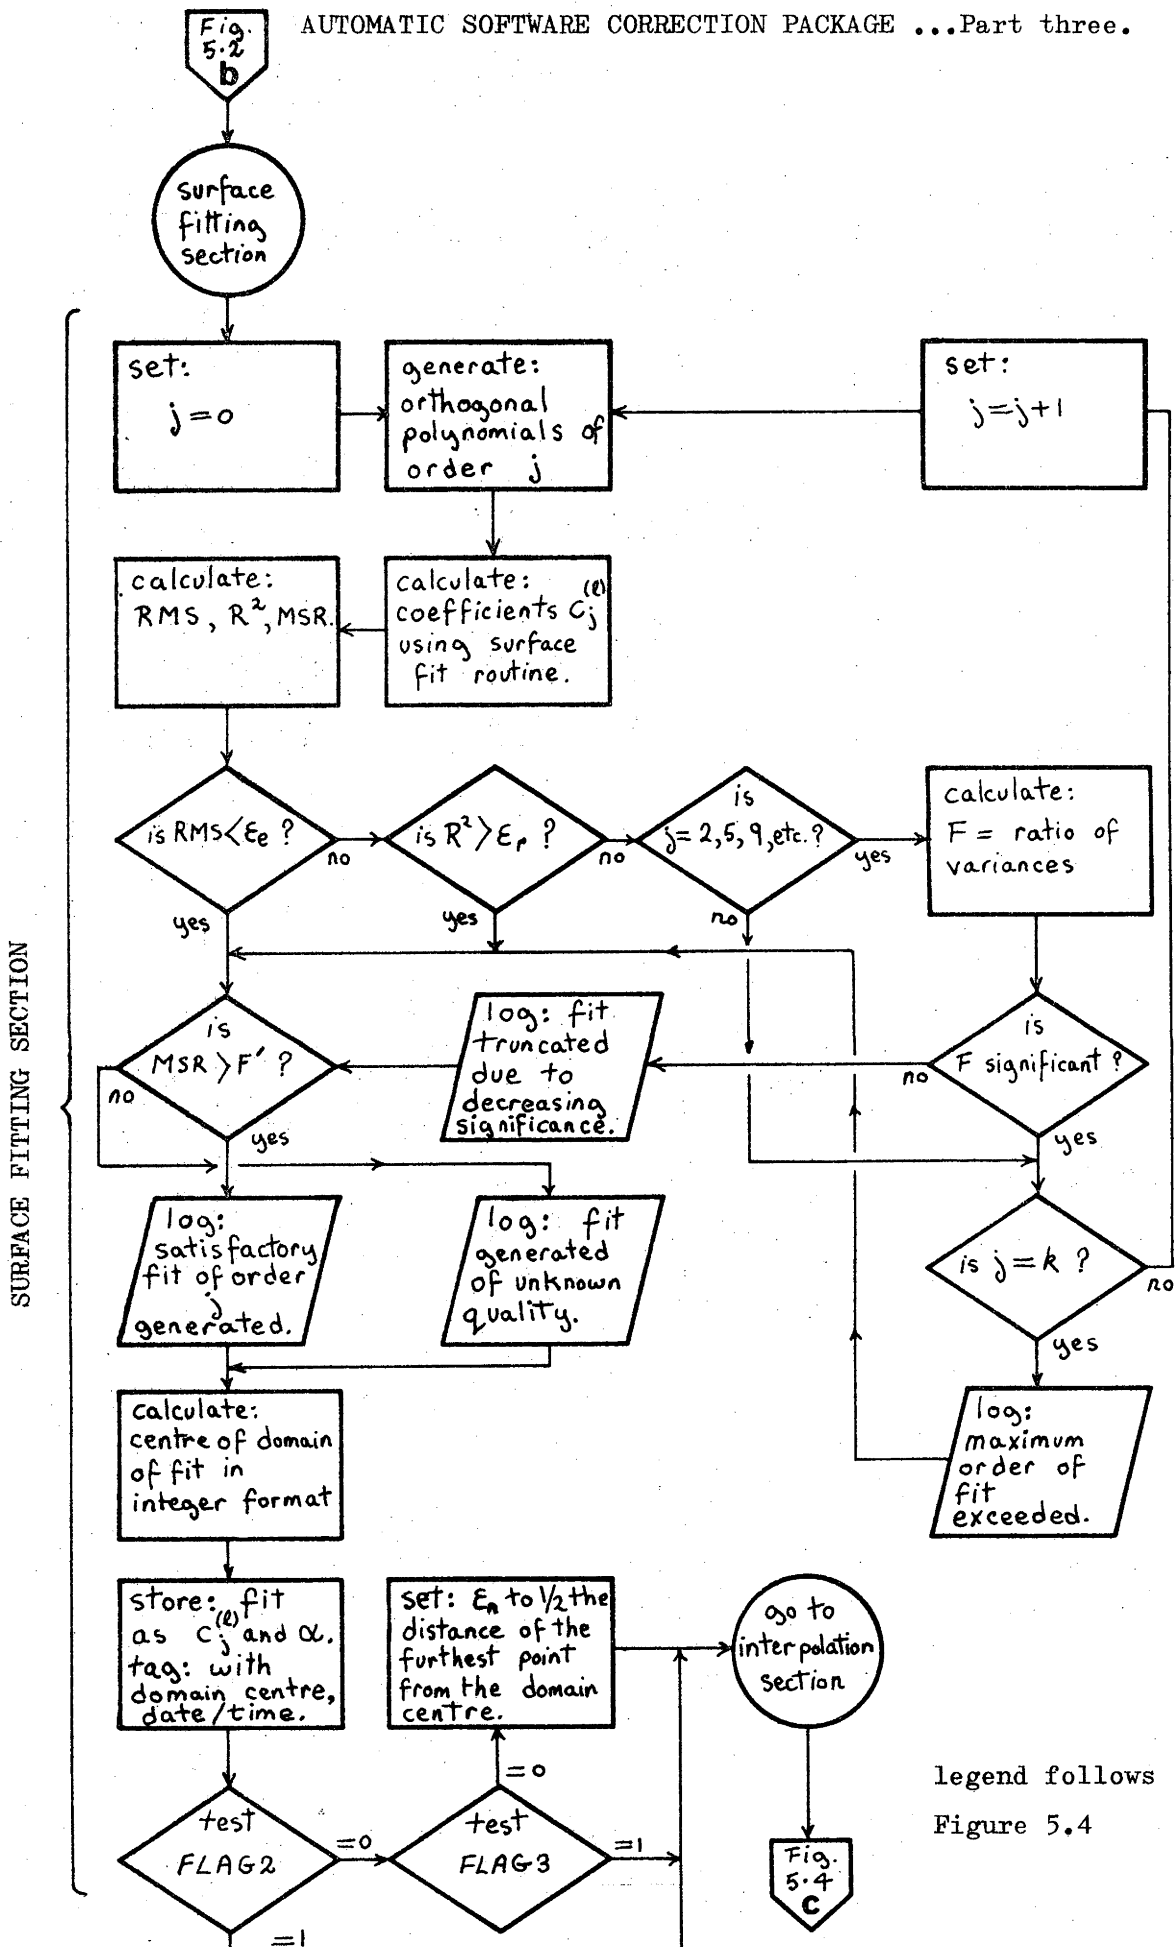 AUTOMATIC SOFTWARE CORRECTION PACKAGE ...Part three.
Fig.
5.2
b
surface
fitting
section
set:
j = 0
generate:
orthogonal
polynomials of
order j
set:
j = j+1
calculate:
RMS, R², MSR.
calculate:
coefficients C_j^(ℓ)
using surface
fit routine.
is RMS < Ɛe ?
no
yes
is R² > Ɛr ?
no
yes
is
j = 2, 5, 9, etc. ?
yes
no
calculate:
F = ratio of
variances
is
MSR > F′ ?
no
yes
log: fit
truncated
due to
decreasing
significance.
is
F significant ?
no
yes
log:
satisfactory
fit of order
j
generated.
log: fit
generated
of unknown
quality.
is j = k ?
no
yes
calculate:
centre of domain
of fit in
integer format
log:
maximum
order of
fit
exceeded.
store: fit
as C_j^(ℓ) and α.
tag: with
domain centre,
date/time.
set: Ɛn to 1/2 the
distance of the
furthest point
from the domain
centre.
go to
interpolation
section
=0
test
FLAG2
=0
=1
test
FLAG3
=1
Fig.
5.4
c
legend follows
Figure 5.4
SURFACE FITTING SECTION